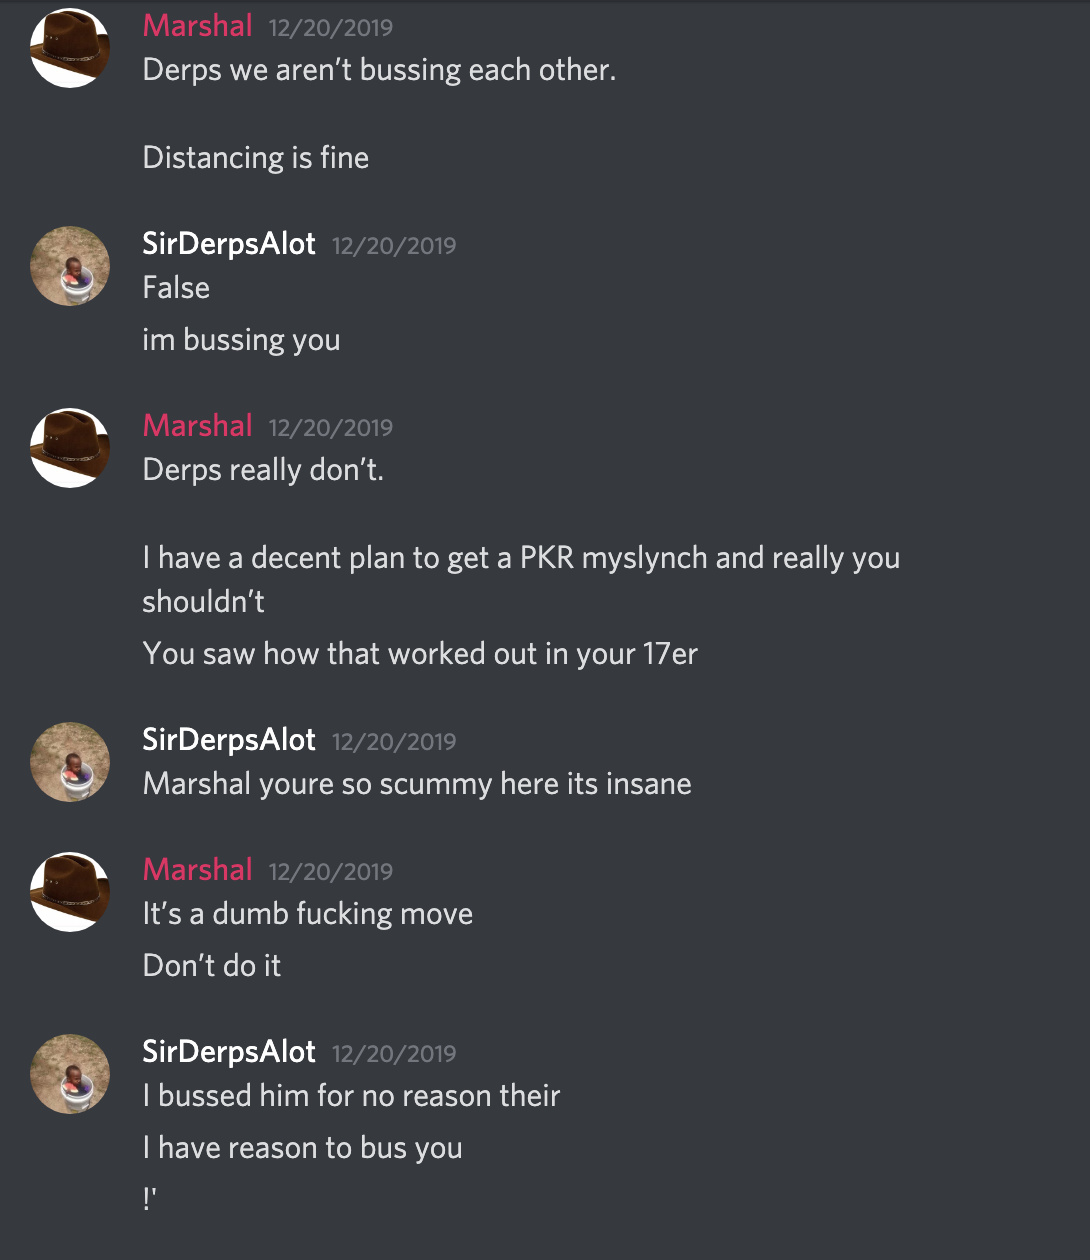 Marshal 12/20/2019
Derps we aren’t bussing each other.
Distancing is fine
SirDerpsAlot 12/20/2019
False
im bussing you
Marshal 12/20/2019
Derps really don’t.
I have a decent plan to get a PKR myslynch and really you
shouldn’t
You saw how that worked out in your 17er
SirDerpsAlot 12/20/2019
Marshal youre so scummy here its insane
Marshal 12/20/2019
It’s a dumb fucking move
Don’t do it
SirDerpsAlot 12/20/2019
I bussed him for no reason their
I have reason to bus you
!'